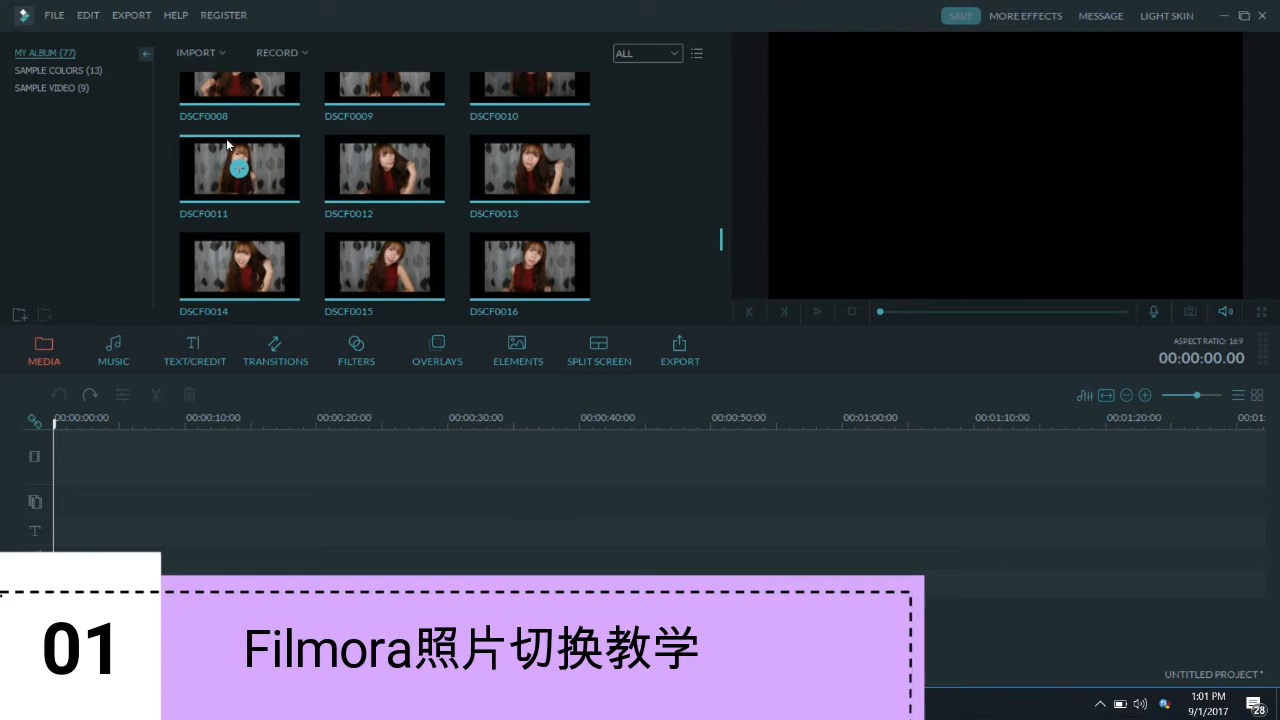 FILE EDIT EXPORT HELP REGISTER SAVE MORE EFFECTS MESSAGE LIGHT SKIN
MY ALBUM (77)
SAMPLE COLORS (13)
SAMPLE VIDEO (9)
IMPORT RECORD ALL
DSCF0008 DSCF0009 DSCF0010
DSCF0011 DSCF0012 DSCF0013
DSCF0014 DSCF0015 DSCF0016
MEDIA MUSIC TEXT/CREDIT TRANSITIONS FILTERS OVERLAYS ELEMENTS SPLIT SCREEN EXPORT
ASPECT RATIO: 16:9
00:00:00.00
00:00:00:00 00:00:10:00 00:00:20:00 00:00:30:00 00:00:40:00 00:00:50:00 00:01:00:00 00:01:10:00 00:01:20:00 00:01:
01
Filmora照片切换教学
UNTITLED PROJECT *
1:01 PM
9/1/2017
28